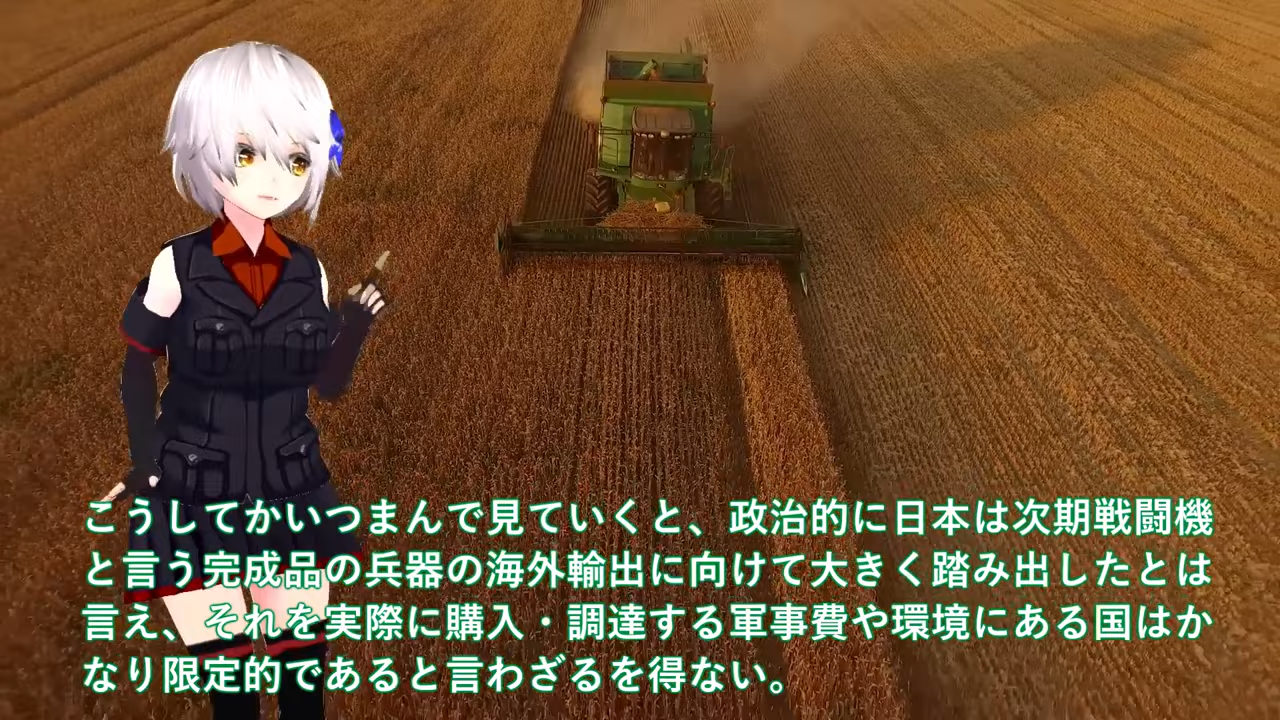 こうしてかいつまんで見ていくと、政治的に日本は次期戦闘機
と言う完成品の兵器の海外輸出に向けて大きく踏み出したとは
言え、それを実際に購入・調達する軍事費や環境にある国はか
なり限定的であると言わざるを得ない。